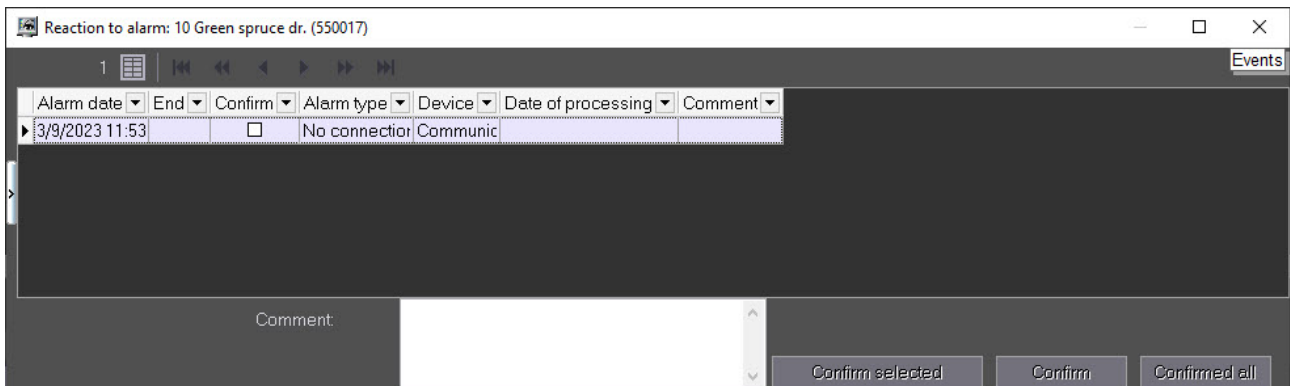 Reaction to alarm: 10 Green spruce dr. (550017)
1
Events
Alarm date End Confirm Alarm type Device Date of processing Comment
3/9/2023 11:53 No connection Communic
Comment:
Confirm selected Confirm Confirmed all